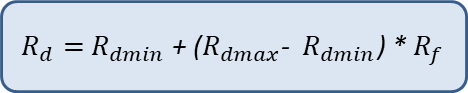 R_d = R_dmin + (R_dmax- R_dmin) * R_f